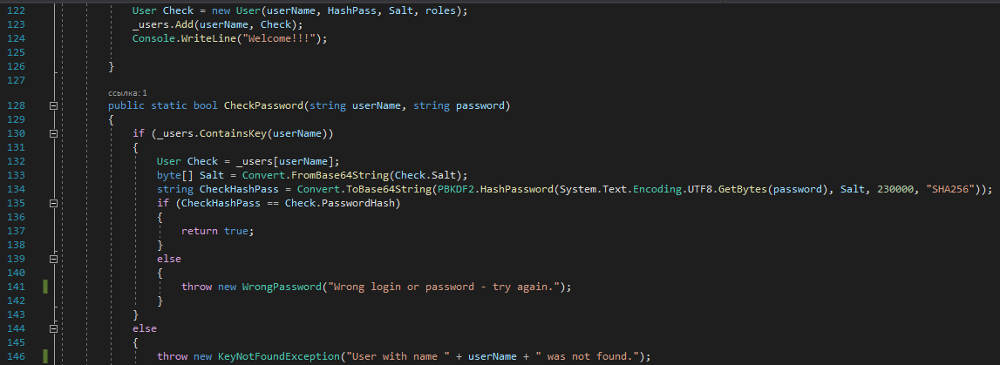 122 User Check = new User(userName, HashPass, Salt, roles);
123 _users.Add(userName, Check);
124 Console.WriteLine("Welcome!!!");
125
126 }
127
ссылка: 1
128 public static bool CheckPassword(string userName, string password)
129 {
130 if (_users.ContainsKey(userName))
131 {
132 User Check = _users[userName];
133 byte[] Salt = Convert.FromBase64String(Check.Salt);
134 string CheckHashPass = Convert.ToBase64String(PBKDF2.HashPassword(System.Text.Encoding.UTF8.GetBytes(password), Salt, 230000, "SHA256"));
135 if (CheckHashPass == Check.PasswordHash)
136 {
137 return true;
138 }
139 else
140 {
141 throw new WrongPassword("Wrong login or password - try again.");
142 }
143 }
144 else
145 {
146 throw new KeyNotFoundException("User with name " + userName + " was not found.");